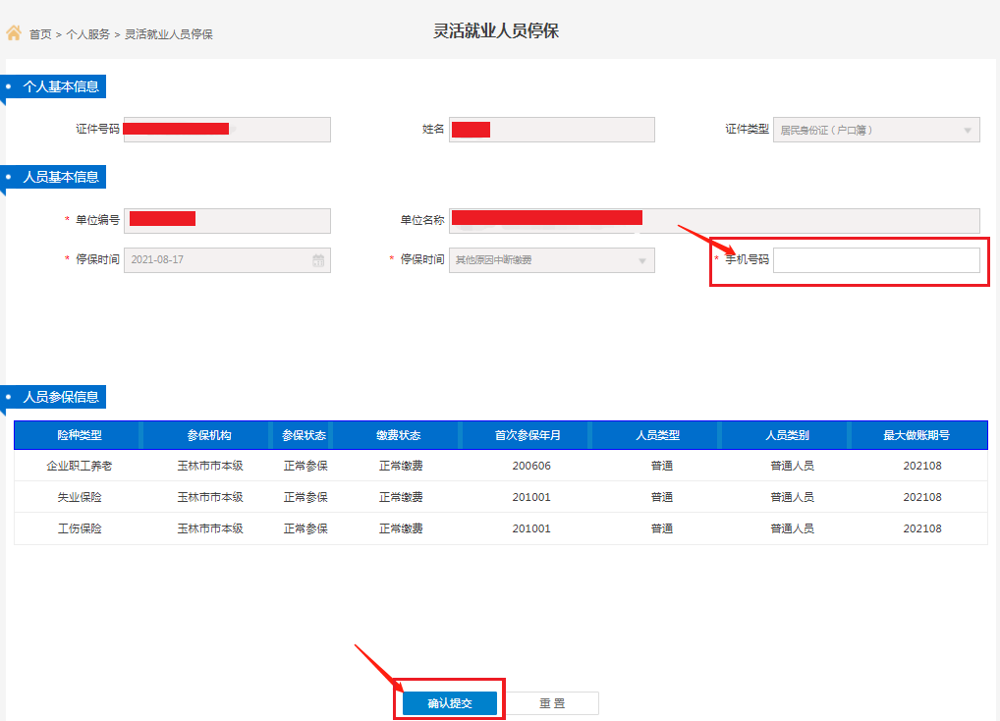 首页 > 个人服务 > 灵活就业人员停保
灵活就业人员停保
个人基本信息
证件号码 姓名 证件类型 居民身份证（户口簿）
人员基本信息
* 单位编号 单位名称
* 停保时间 2021-08-17 * 停保时间 其他原因中断缴费 * 手机号码
人员参保信息
险种类型 参保机构 参保状态 缴费状态 首次参保年月 人员类型 人员类别 最大做账期号
企业职工养老 玉林市市本级 正常参保 正常缴费 200606 普通 普通人员 202108
失业保险 玉林市市本级 正常参保 正常缴费 201001 普通 普通人员 202108
工伤保险 玉林市市本级 正常参保 正常缴费 201001 普通 普通人员 202108
确认提交 重 置